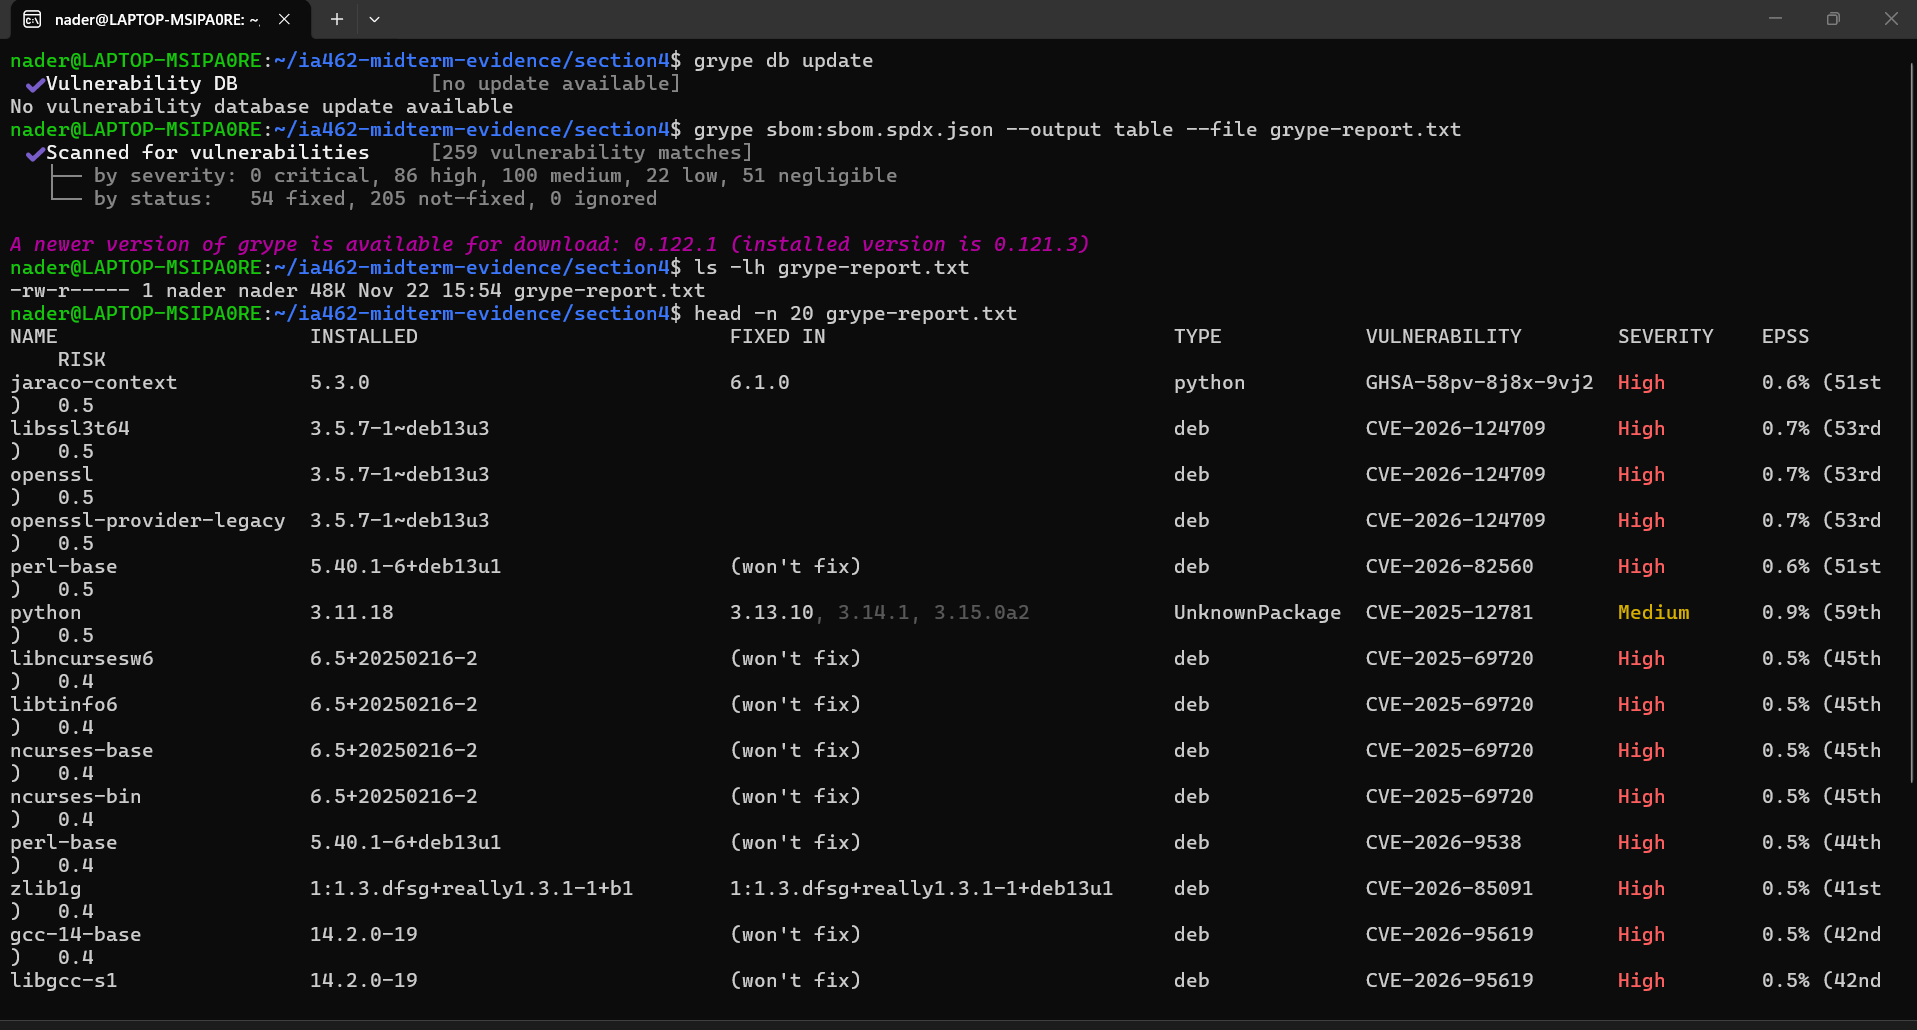 nader@LAPTOP-MSIPA0RE: ~,
nader@LAPTOP-MSIPA0RE:~/ia462-midterm-evidence/section4$ grype db update
✔Vulnerability DB                [no update available]
No vulnerability database update available
nader@LAPTOP-MSIPA0RE:~/ia462-midterm-evidence/section4$ grype sbom:sbom.spdx.json --output table --file grype-report.txt
✔Scanned for vulnerabilities     [259 vulnerability matches]
├── by severity: 0 critical, 86 high, 100 medium, 22 low, 51 negligible
└── by status:   54 fixed, 205 not-fixed, 0 ignored
A newer version of grype is available for download: 0.122.1 (installed version is 0.121.3)
nader@LAPTOP-MSIPA0RE:~/ia462-midterm-evidence/section4$ ls -lh grype-report.txt
-rw-r----- 1 nader nader 48K Nov 22 15:54 grype-report.txt
nader@LAPTOP-MSIPA0RE:~/ia462-midterm-evidence/section4$ head -n 20 grype-report.txt
NAME                     INSTALLED                          FIXED IN                             TYPE            VULNERABILITY        SEVERITY    EPSS
    RISK
jaraco-context           5.3.0                              6.1.0                                python          GHSA-58pv-8j8x-9vj2  High        0.6% (51st
)   0.5
libssl3t64               3.5.7-1~deb13u3                                                         deb             CVE-2026-124709      High        0.7% (53rd
)   0.5
openssl                  3.5.7-1~deb13u3                                                         deb             CVE-2026-124709      High        0.7% (53rd
)   0.5
openssl-provider-legacy  3.5.7-1~deb13u3                                                         deb             CVE-2026-124709      High        0.7% (53rd
)   0.5
perl-base                5.40.1-6+deb13u1                   (won't fix)                          deb             CVE-2026-82560       High        0.6% (51st
)   0.5
python                   3.11.18                            3.13.10, 3.14.1, 3.15.0a2            UnknownPackage  CVE-2025-12781       Medium      0.9% (59th
)   0.5
libncursesw6             6.5+20250216-2                     (won't fix)                          deb             CVE-2025-69720       High        0.5% (45th
)   0.4
libtinfo6                6.5+20250216-2                     (won't fix)                          deb             CVE-2025-69720       High        0.5% (45th
)   0.4
ncurses-base             6.5+20250216-2                     (won't fix)                          deb             CVE-2025-69720       High        0.5% (45th
)   0.4
ncurses-bin              6.5+20250216-2                     (won't fix)                          deb             CVE-2025-69720       High        0.5% (45th
)   0.4
perl-base                5.40.1-6+deb13u1                   (won't fix)                          deb             CVE-2026-9538        High        0.5% (44th
)   0.4
zlib1g                   1:1.3.dfsg+really1.3.1-1+b1        1:1.3.dfsg+really1.3.1-1+deb13u1     deb             CVE-2026-85091       High        0.5% (41st
)   0.4
gcc-14-base              14.2.0-19                          (won't fix)                          deb             CVE-2026-95619       High        0.5% (42nd
)   0.4
libgcc-s1                14.2.0-19                          (won't fix)                          deb             CVE-2026-95619       High        0.5% (42nd